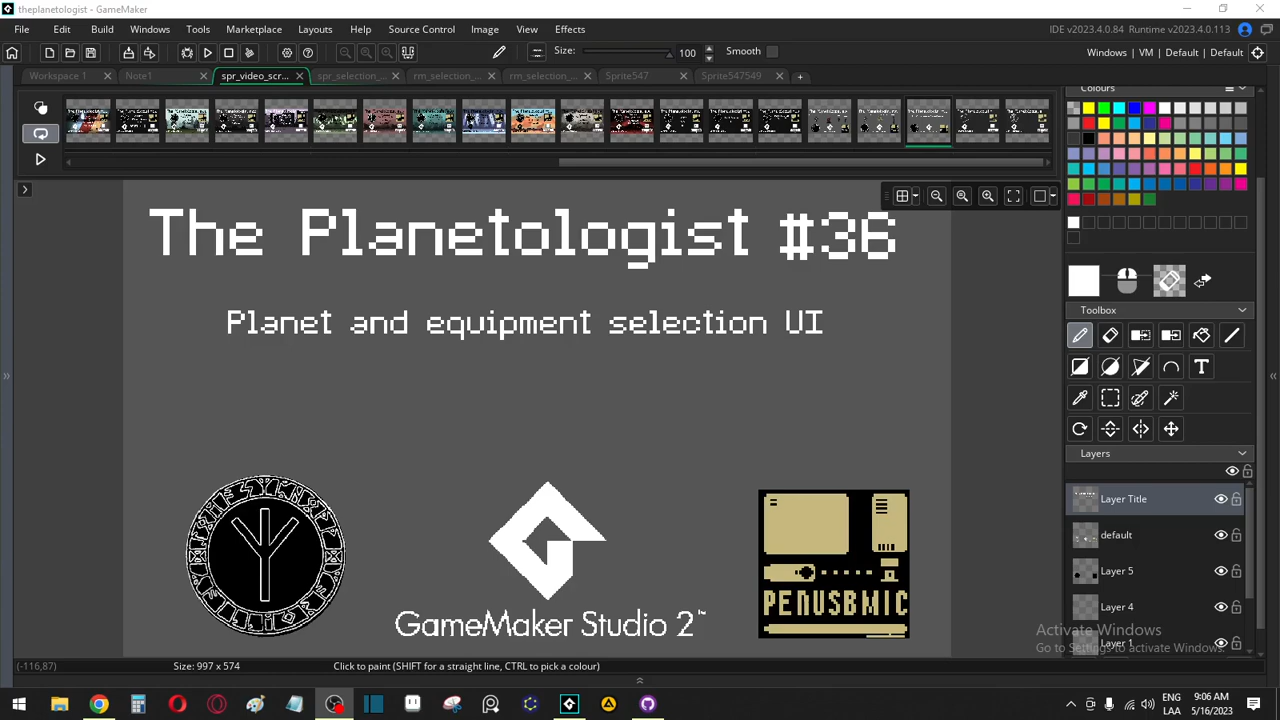 theplanetologist - GameMaker
File Edit Build Windows Tools Marketplace Layouts Help Source Control Image Effects
IDE v2023.4.0.84 Runtime v2023.4.0.113
Size: 100 Smooth
Windows | VM | Default | Default
Workspace 1 Note1 spr_video_scr... spr_selection_... rm_selection_... rm_selection_... Sprite547 Sprite547549
Colours
The Planetologist #36
Planet and equipment selection UI
Toolbox
Layers
Layer Title
default
Layer 5
Layer 4
Layer 1
GameMaker Studio 2™
PENUSBMIC
Activate Windows
Go to Settings to activate Windows.
(-116,87) Size: 997 x 574 Click to paint (SHIFT for a straight line, CTRL to pick a colour)
ENG
LAA
9:06 AM
5/16/2023